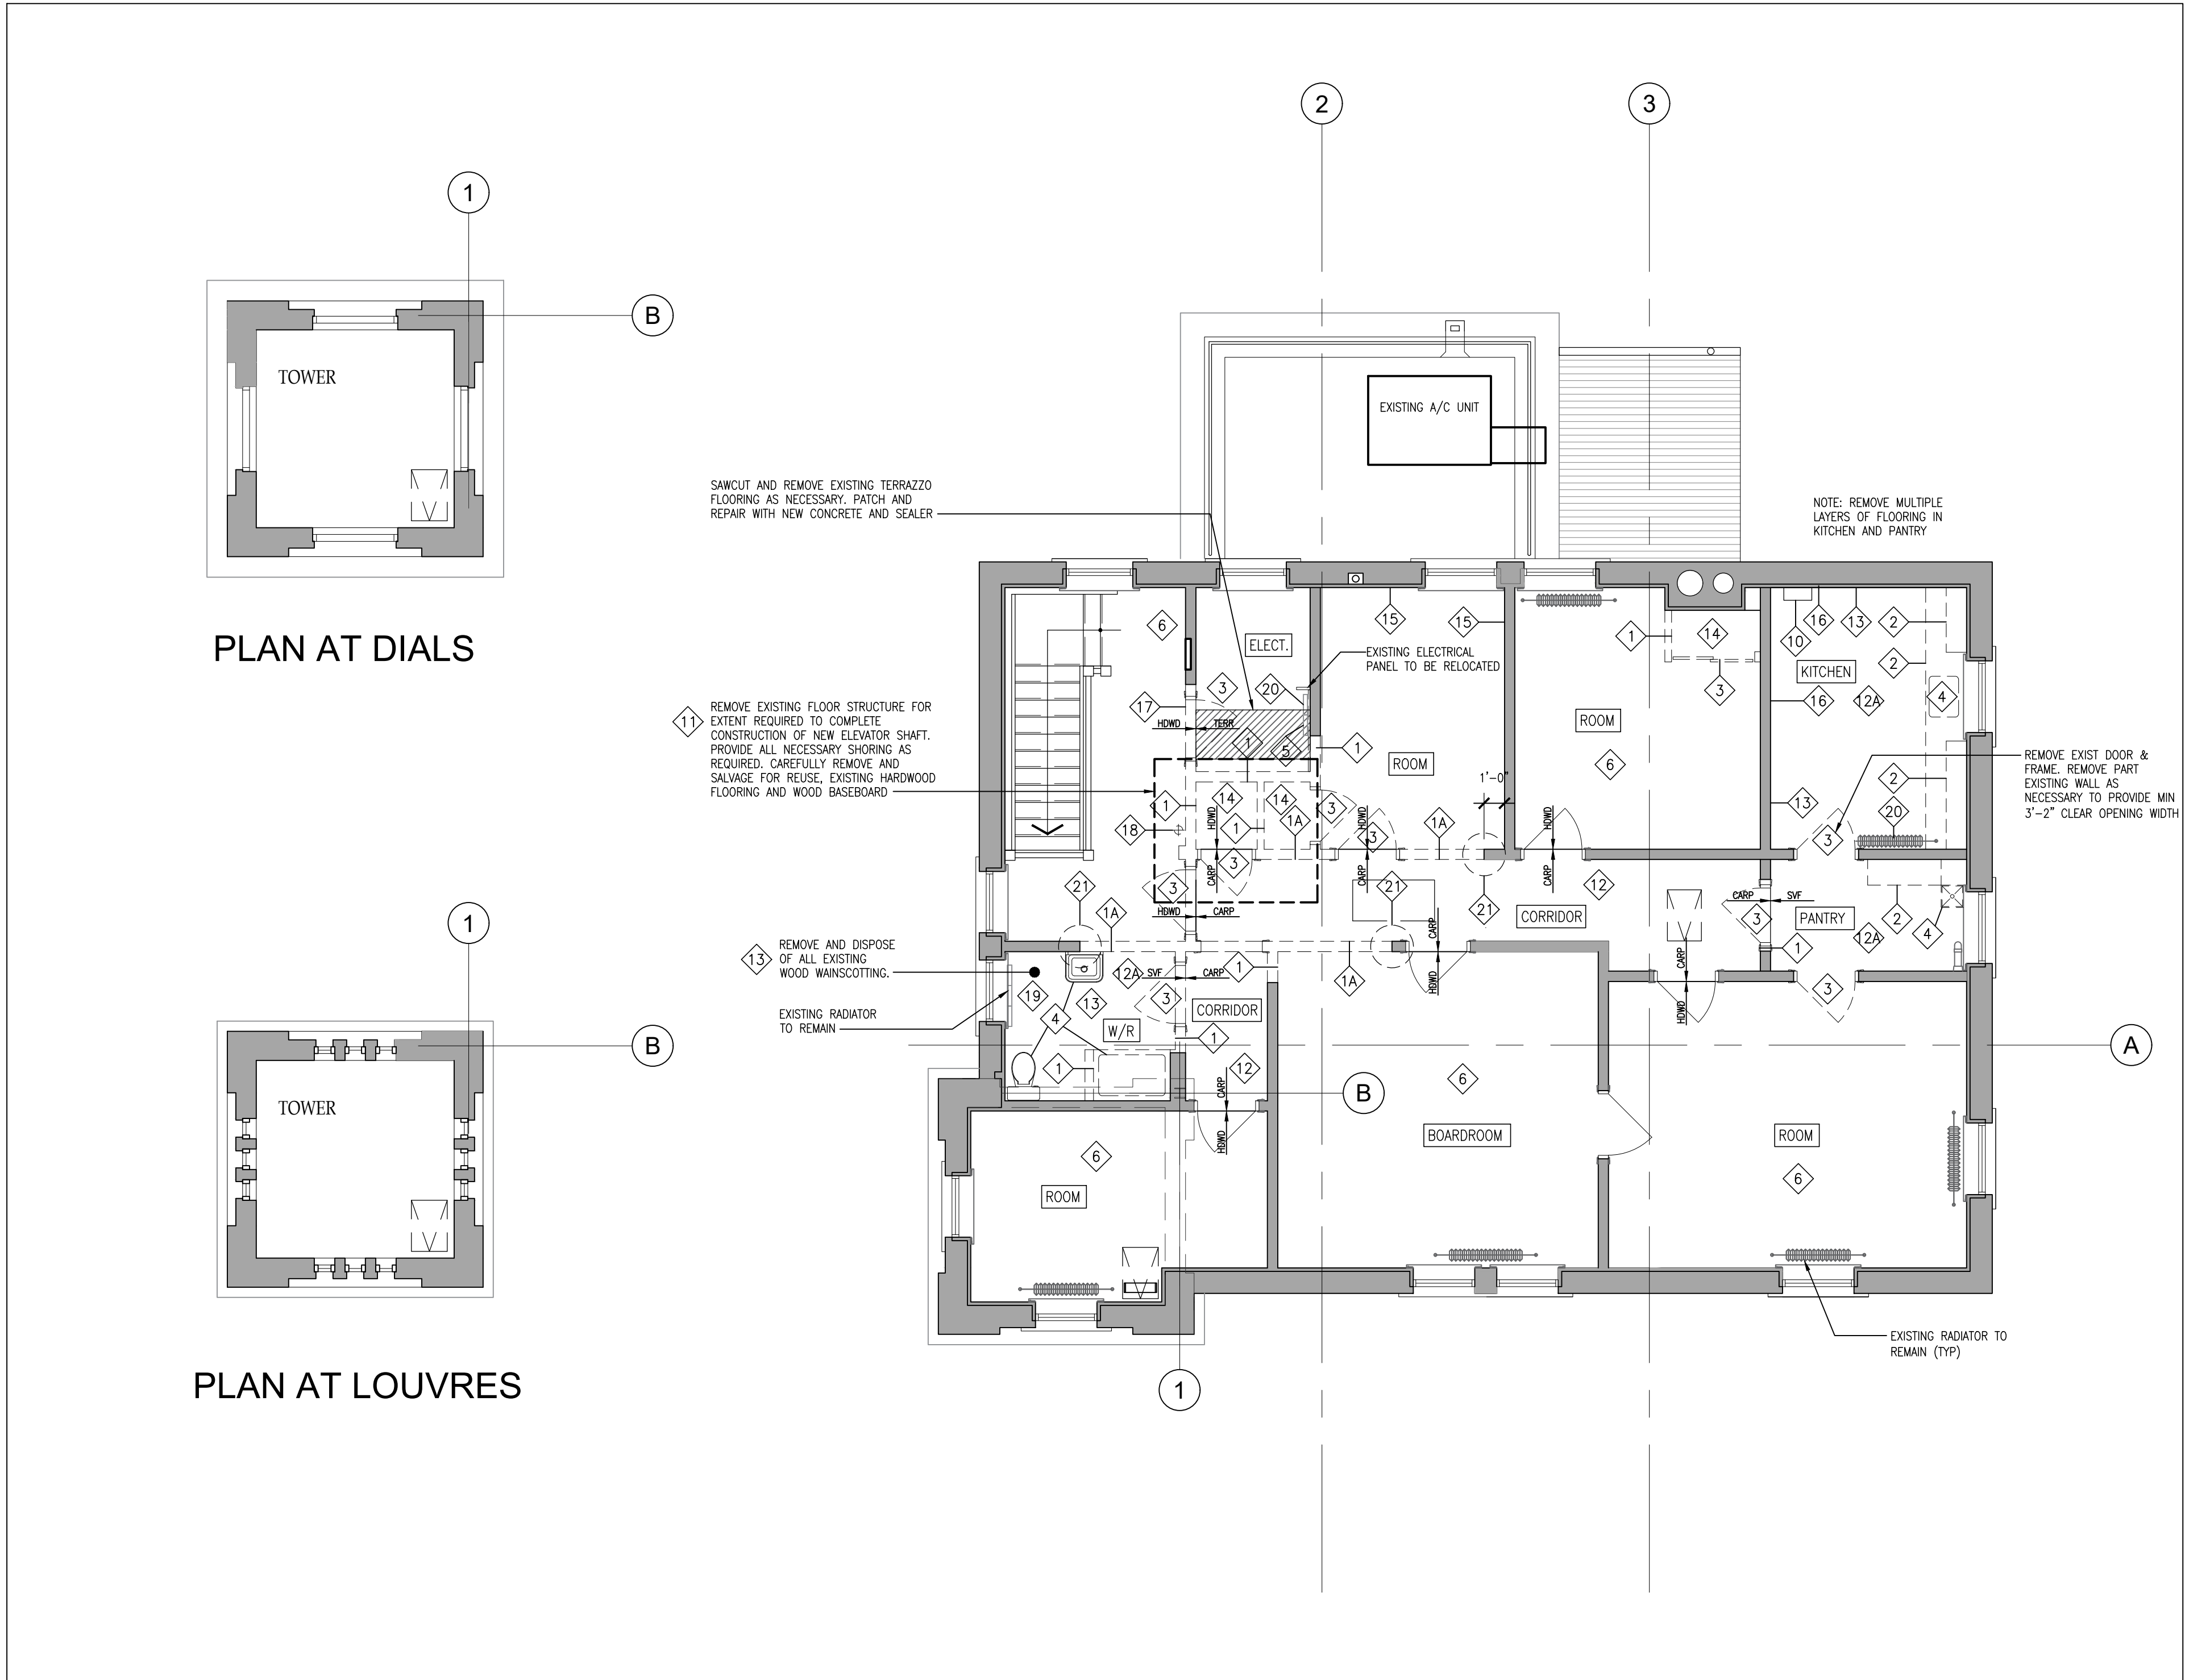 2
3
1
B
TOWER
EXISTING A/C UNIT
SAWCUT AND REMOVE EXISTING TERRAZZO
FLOORING AS NECESSARY. PATCH AND
REPAIR WITH NEW CONCRETE AND SEALER
NOTE: REMOVE MULTIPLE
LAYERS OF FLOORING IN
KITCHEN AND PANTRY
PLAN AT DIALS
6
ELECT.
15
15
EXISTING ELECTRICAL
PANEL TO BE RELOCATED
1
14
3
10
16
13
2
2
KITCHEN
16
12A
4
11
REMOVE EXISTING FLOOR STRUCTURE FOR
EXTENT REQUIRED TO COMPLETE
CONSTRUCTION OF NEW ELEVATOR SHAFT.
PROVIDE ALL NECESSARY SHORING AS
REQUIRED. CAREFULLY REMOVE AND
SALVAGE FOR REUSE, EXISTING HARDWOOD
FLOORING AND WOOD BASEBOARD
17
3
20
HDWD
TERR
1
5
1
ROOM
1'-0"
ROOM
6
2
20
13
3
REMOVE EXIST DOOR &
FRAME. REMOVE PART
EXISTING WALL AS
NECESSARY TO PROVIDE MIN
3'-2" CLEAR OPENING WIDTH
1
14
14
18
HDWD
1
1A
3
HDWD
3
1A
HDWD
CARP
3
3
CARP
CARP
21
1A
HDWD
CARP
21
21
12
CORRIDOR
CARP
SVF
3
PANTRY
1
12A
2
4
1
B
TOWER
PLAN AT LOUVRES
13
REMOVE AND DISPOSE
OF ALL EXISTING
WOOD WAINSCOTTING.
EXISTING RADIATOR
TO REMAIN
19
12A
SVF
CARP
13
3
4
W/R
CORRIDOR
1
1
1
12
1A
CARP
HDWD
CARP
HDWD
3
A
B
6
CARP
HDWD
BOARDROOM
ROOM
6
6
ROOM
EXISTING RADIATOR TO
REMAIN (TYP)
1